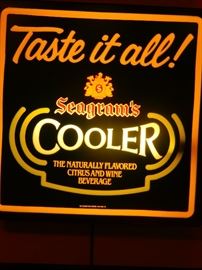 Taste it all!
S
Seagram's
COOLER
THE NATURALLY FLAVORED
CITRUS AND WINE
BEVERAGE